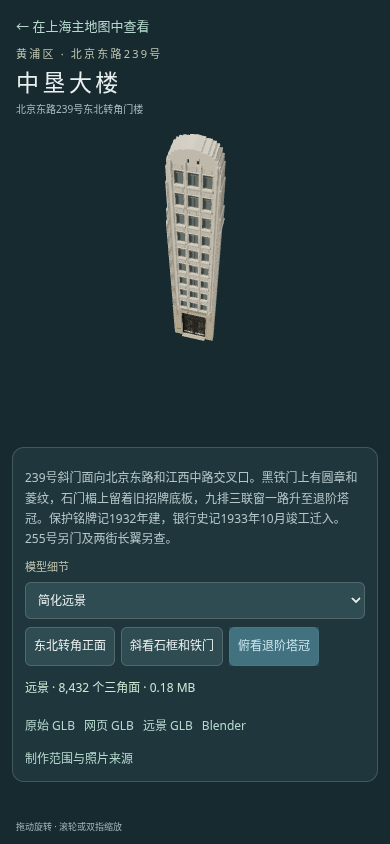 ← 在上海主地图中查看
黄浦区 · 北京东路239号
中垦大楼
北京东路239号东北转角门楼
239号斜门面向北京东路和江西中路交叉口。黑铁门上有圆章和
菱纹，石门楣上留着旧招牌底板，九排三联窗一路升至退阶塔
冠。保护铭牌记1932年建，银行史记1933年10月竣工迁入。
255号另门及两街长翼另查。
模型细节
简化远景
东北转角正面
斜看石框和铁门
俯看退阶塔冠
远景 · 8,432 个三角面 · 0.18 MB
原始 GLB 网页 GLB 远景 GLB Blender
制作范围与照片来源
拖动旋转 · 滚轮或双指缩放